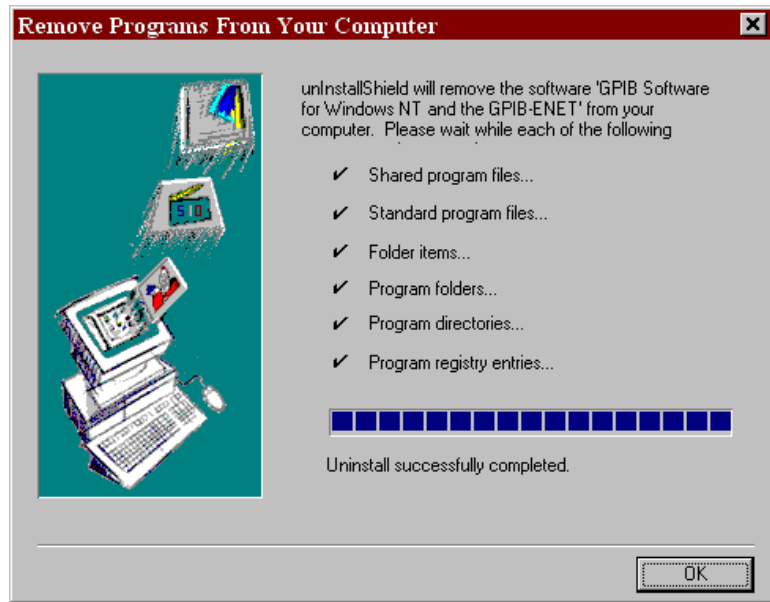 Remove Programs From Your Computer
unInstallShield will remove the software 'GPIB Software
for Windows NT and the GPIB-ENET' from your
computer. Please wait while each of the following
✔ Shared program files...
✔ Standard program files...
✔ Folder items...
✔ Program folders...
✔ Program directories...
✔ Program registry entries...
Uninstall successfully completed.
OK
510